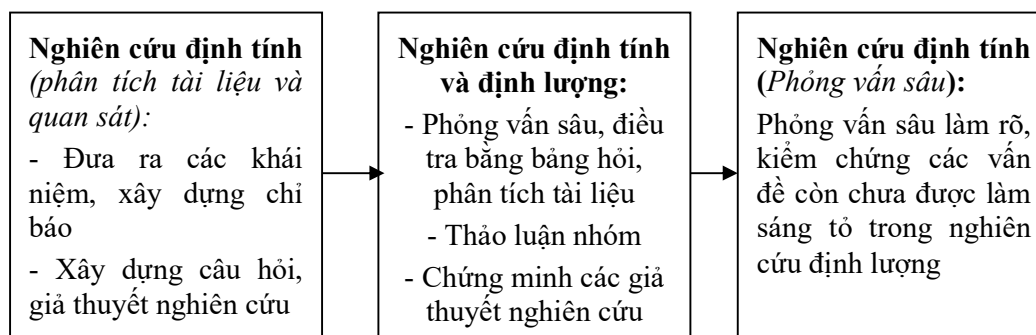 Nghiên cứu định tính
(phân tích tài liệu và
quan sát):
- Đưa ra các khái
niệm, xây dựng chỉ
báo
- Xây dựng câu hỏi,
giả thuyết nghiên cứu
Nghiên cứu định tính
và định lượng:
- Phỏng vấn sâu, điều
tra bằng bảng hỏi,
phân tích tài liệu
- Thảo luận nhóm
- Chứng minh các giả
thuyết nghiên cứu
Nghiên cứu định tính
(Phỏng vấn sâu):
Phỏng vấn sâu làm rõ,
kiểm chứng các vấn
đề còn chưa được làm
sáng tỏ trong nghiên
cứu định lượng